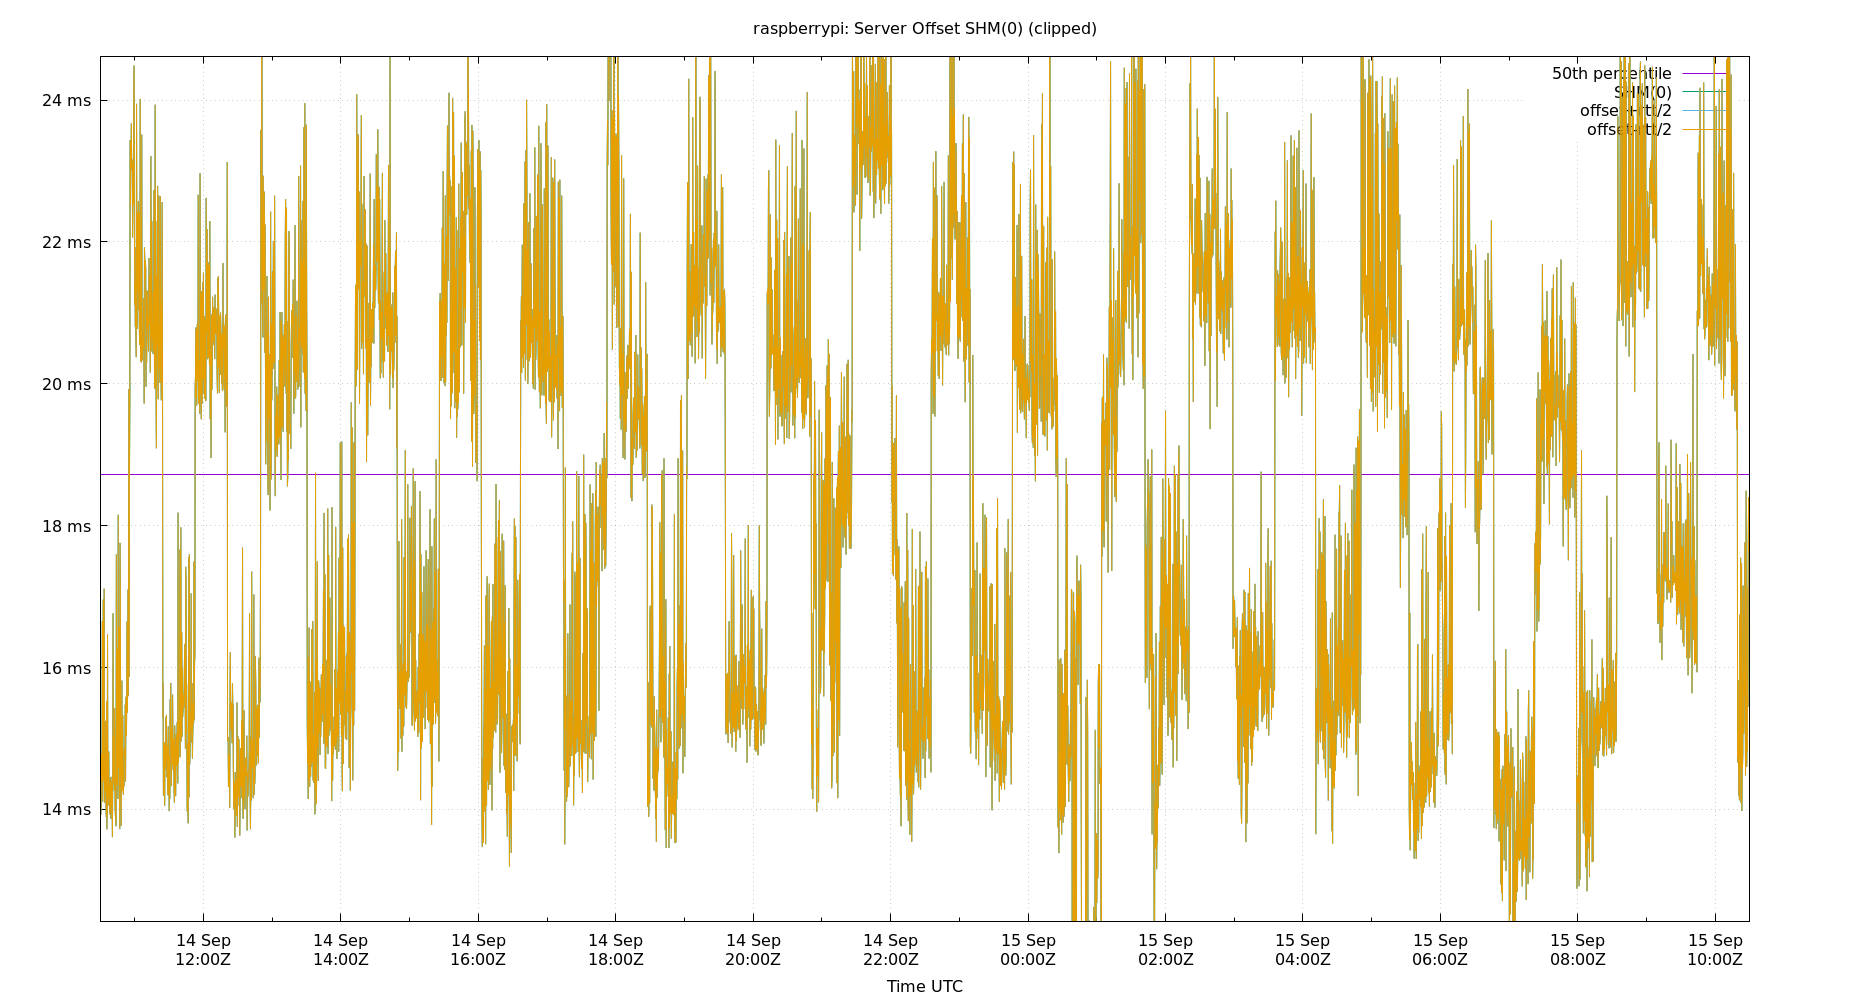 raspberrypi: Server Offset SHM(0) (clipped)
50th percentile
SHM(0)
offset+rtt/2
offset-rtt/2
24 ms
22 ms
20 ms
18 ms
16 ms
14 ms
14 Sep 14 Sep 14 Sep 14 Sep 14 Sep 14 Sep 15 Sep 15 Sep 15 Sep 15 Sep 15 Sep 15 Sep
12:00Z 14:00Z 16:00Z 18:00Z 20:00Z 22:00Z 00:00Z 02:00Z 04:00Z 06:00Z 08:00Z 10:00Z
Time UTC